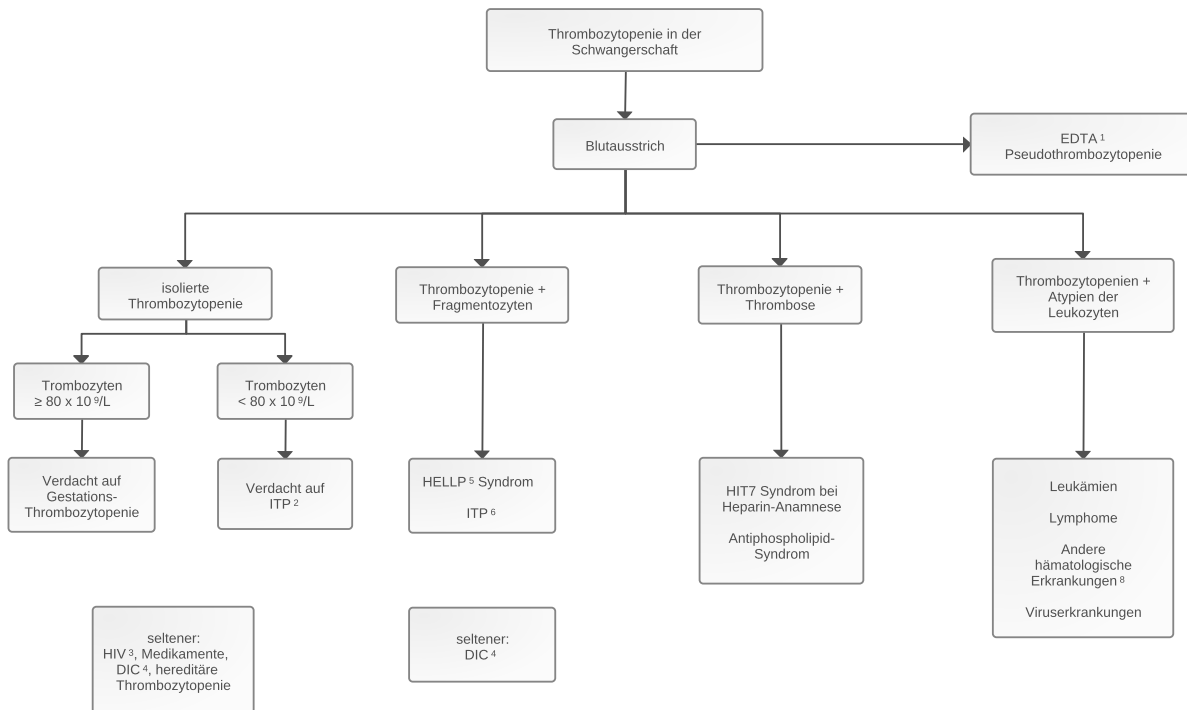 Thrombozytopenie in der
Schwangerschaft
Blutausstrich
EDTA ¹
Pseudothrombozytopenie
isolierte
Thrombozytopenie
Thrombozytopenie +
Fragmentozyten
Thrombozytopenie +
Thrombose
Thrombozytopenien +
Atypien der
Leukozyten
Trombozyten
≥ 80 x 10 ⁹/L
Trombozyten
< 80 x 10 ⁹/L
Verdacht auf
Gestations-
Thrombozytopenie
Verdacht auf
ITP ²
HELLP ⁵ Syndrom
ITP ⁶
HIT7 Syndrom bei
Heparin-Anamnese
Antiphospholipid-
Syndrom
Leukämien
Lymphome
Andere
hämatologische
Erkrankungen ⁸
Viruserkrankungen
seltener:
HIV ³, Medikamente,
DIC ⁴, hereditäre
Thrombozytopenie
seltener:
DIC ⁴